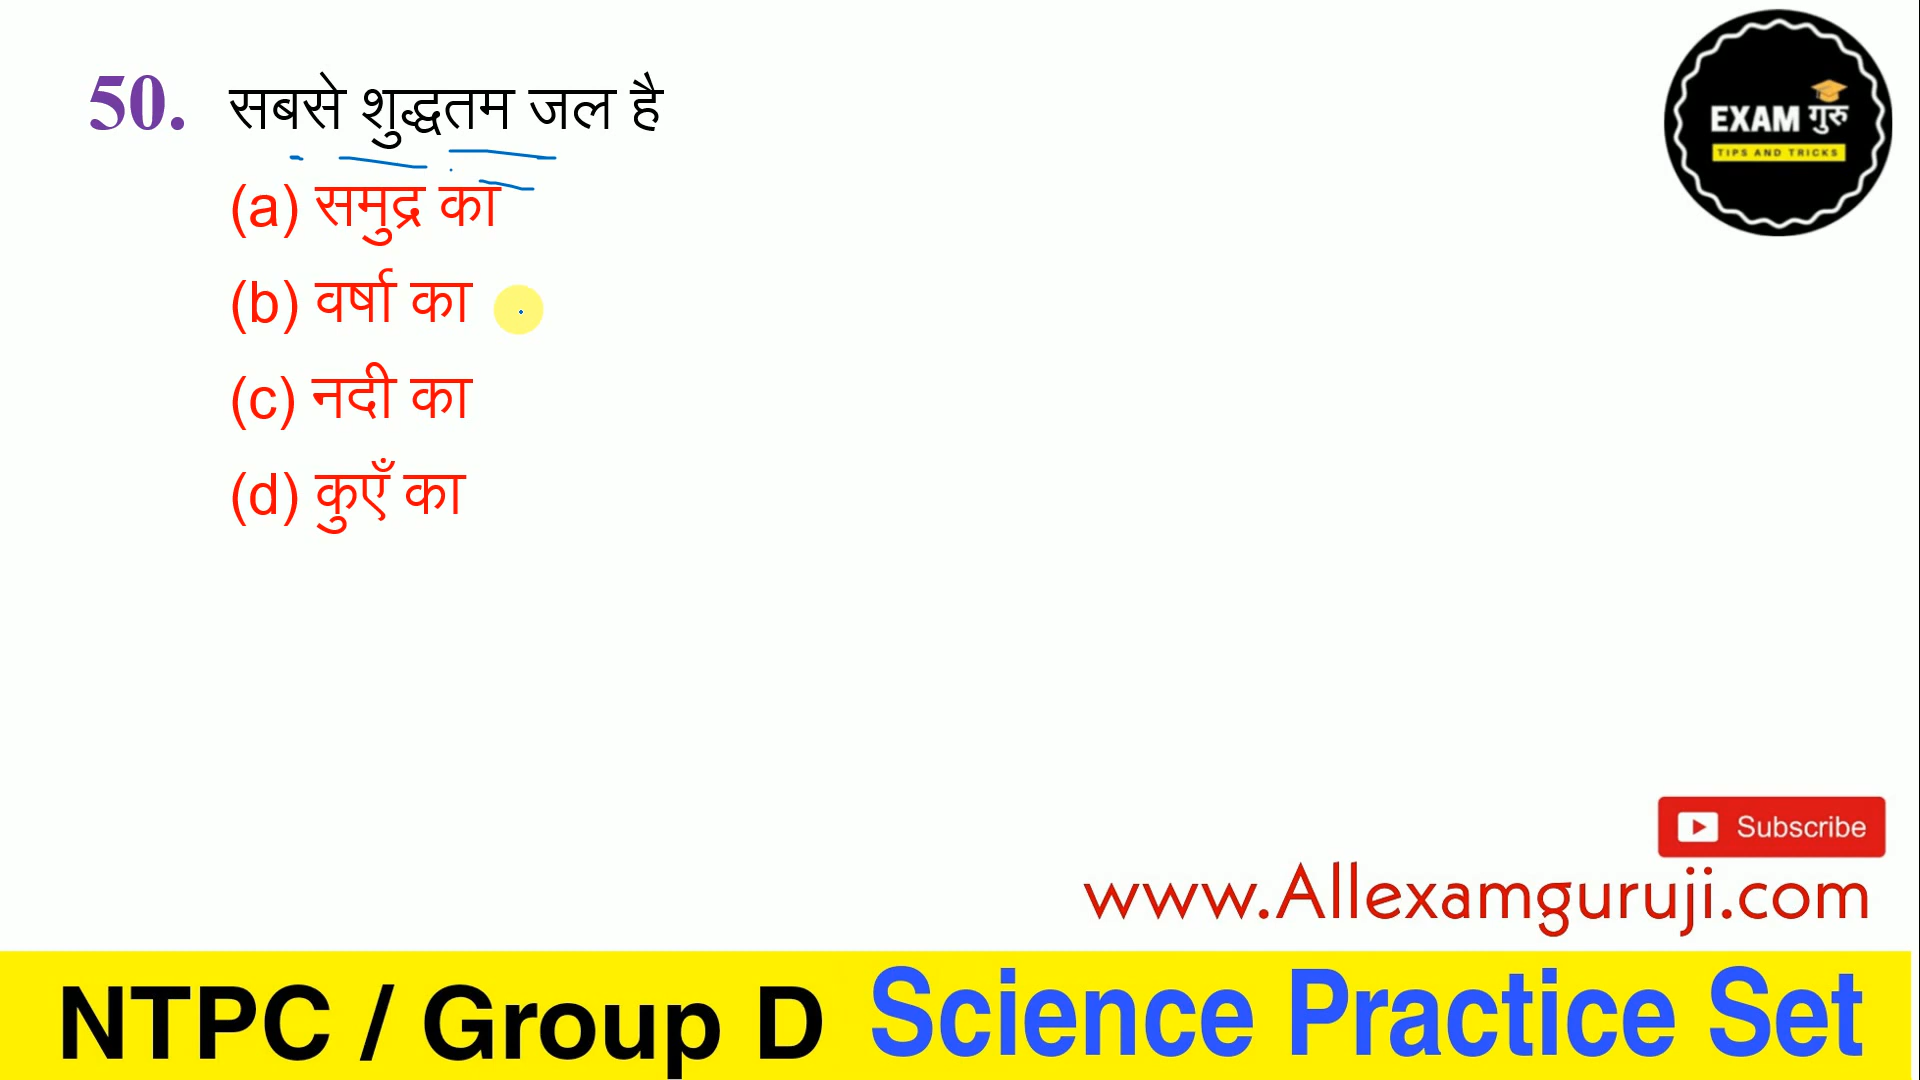 50. सबसे शुद्धतम जल है
(a) समुद्र का
(b) वर्षा का
(c) नदी का
(d) कुएँ का
EXAM गुरु
TIPS AND TRICKS
Subscribe
www.Allexamguruji.com
NTPC / Group D Science Practice Set